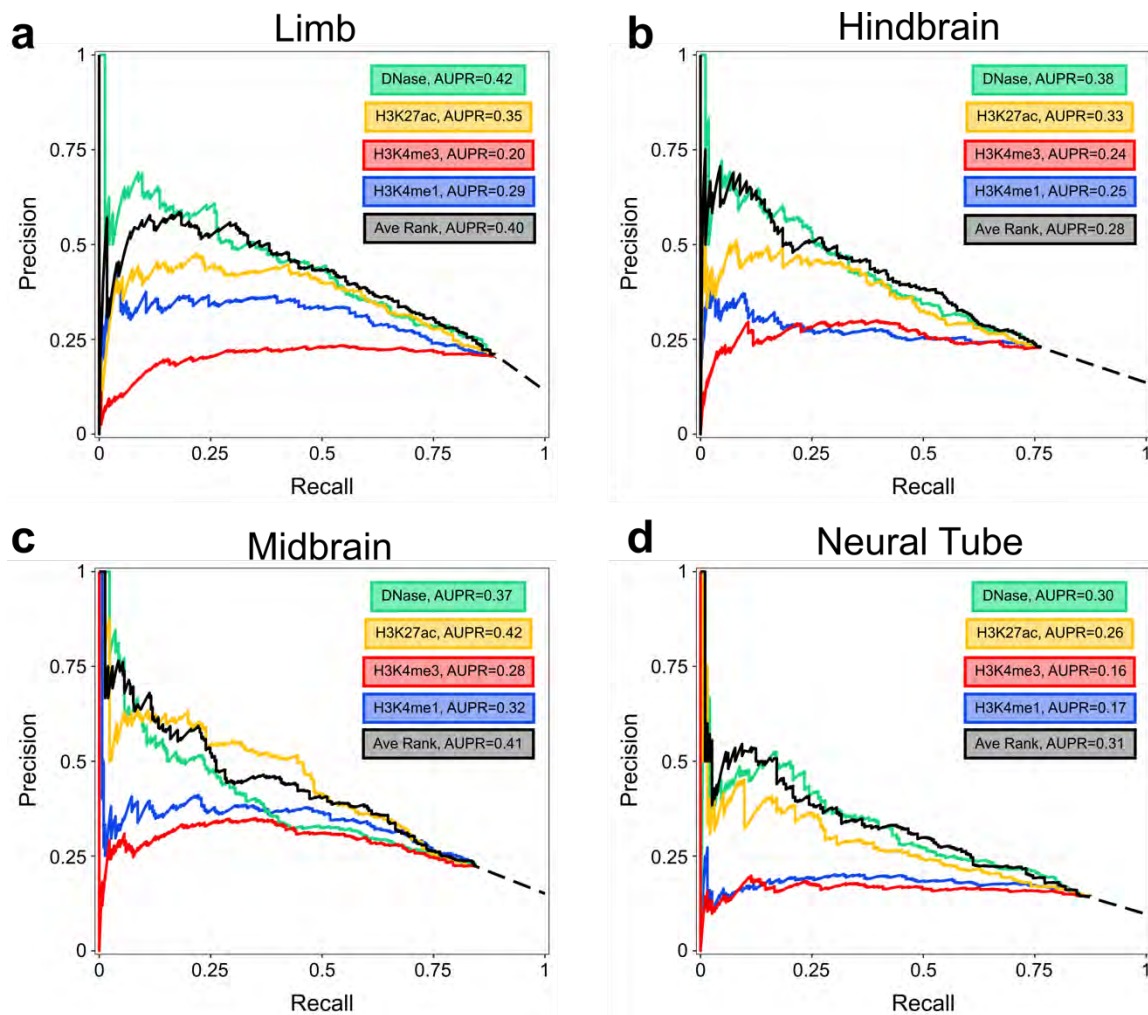 a
Limb
1
0.75
0.5
0.25
0
Precision
DNase, AUPR=0.42
H3K27ac, AUPR=0.35
H3K4me3, AUPR=0.20
H3K4me1, AUPR=0.29
Ave Rank, AUPR=0.40
0
0.25
0.5
0.75
1
Recall
b
Hindbrain
1
0.75
0.5
0.25
0
Precision
DNase, AUPR=0.38
H3K27ac, AUPR=0.33
H3K4me3, AUPR=0.24
H3K4me1, AUPR=0.25
Ave Rank, AUPR=0.28
0
0.25
0.5
0.75
1
Recall
c
Midbrain
1
0.75
0.5
0.25
0
Precision
DNase, AUPR=0.37
H3K27ac, AUPR=0.42
H3K4me3, AUPR=0.28
H3K4me1, AUPR=0.32
Ave Rank, AUPR=0.41
0
0.25
0.5
0.75
1
Recall
d
Neural Tube
1
0.75
0.5
0.25
0
Precision
DNase, AUPR=0.30
H3K27ac, AUPR=0.26
H3K4me3, AUPR=0.16
H3K4me1, AUPR=0.17
Ave Rank, AUPR=0.31
0
0.25
0.5
0.75
1
Recall